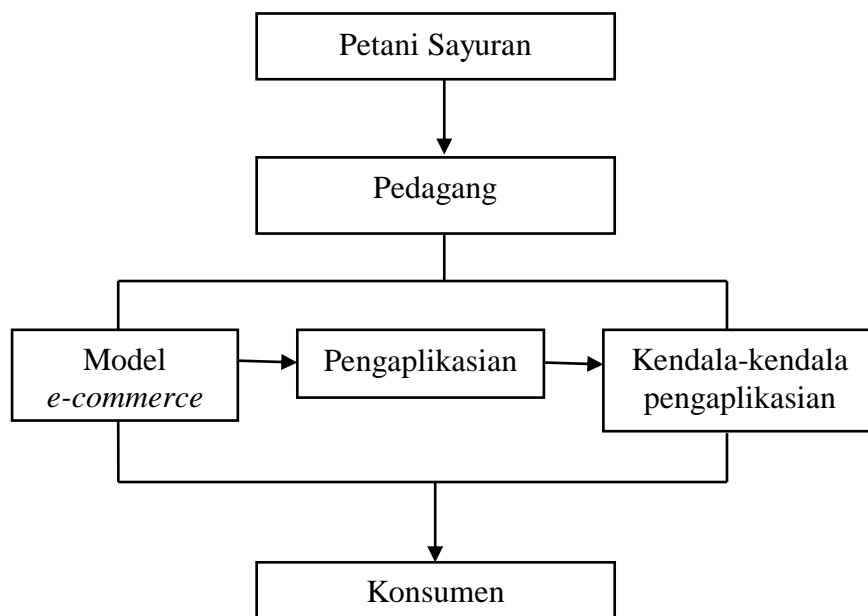 Petani Sayuran
Pedagang
Model
e-commerce
Pengaplikasian
Kendala-kendala
pengaplikasian
Konsumen